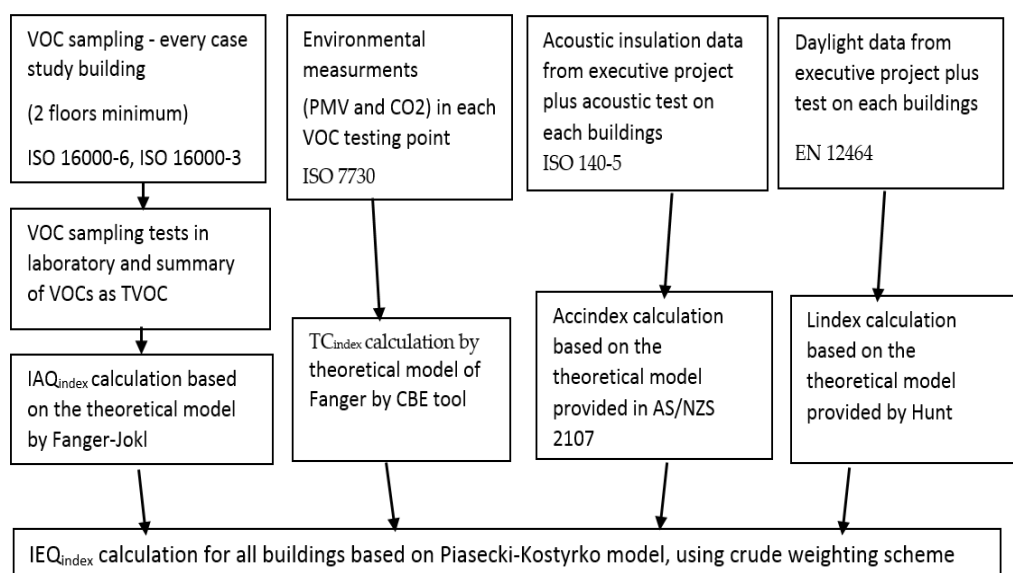 VOC sampling - every case
study building
(2 floors minimum)
ISO 16000-6, ISO 16000-3
Environmental
measurments
(PMV and CO2) in each
VOC testing point
ISO 7730
Acoustic insulation data
from executive project
plus acoustic test on
each buildings
ISO 140-5
Daylight data from
executive project plus
test on each buildings
EN 12464
VOC sampling tests in
laboratory and summary
of VOCs as TVOC
IAQindex calculation based
on the theoretical model
by Fanger-Jokl
TCindex calculation by
theoretical model of
Fanger by CBE tool
Accindex calculation
based on the
theoretical model
provided in AS/NZS
2107
Lindex calculation
based on the
theoretical model
provided by Hunt
IEQindex calculation for all buildings based on Piasecki-Kostyrko model, using crude weighting scheme